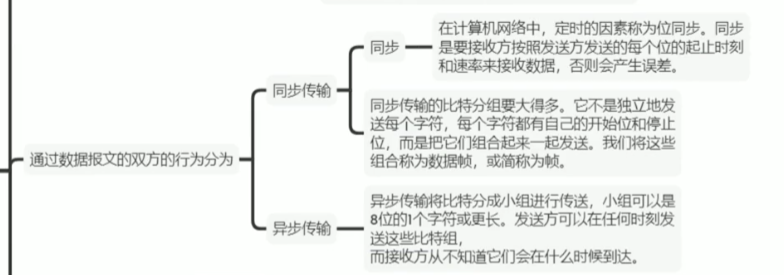 在计算机网络中，定时的因素称为位同步。同步
是要接收方按照发送方发送的每个位的起止时刻
和速率来接收数据，否则会产生误差。
同步
同步传输
同步传输的比特分组要大得多。它不是独立地发
送每个字符，每个字符都有自己的开始位和停止
位，而是把它们组合起来一起发送。我们将这些
组合称为数据帧，或简称为帧。
通过数据报文的双方的行为分为
异步传输将比特分成小组进行传送，小组可以是
8位的1个字符或更长。发送方可以在任何时刻发
送这些比特组，
而接收方从不知道它们会在什么时候到达。
异步传输